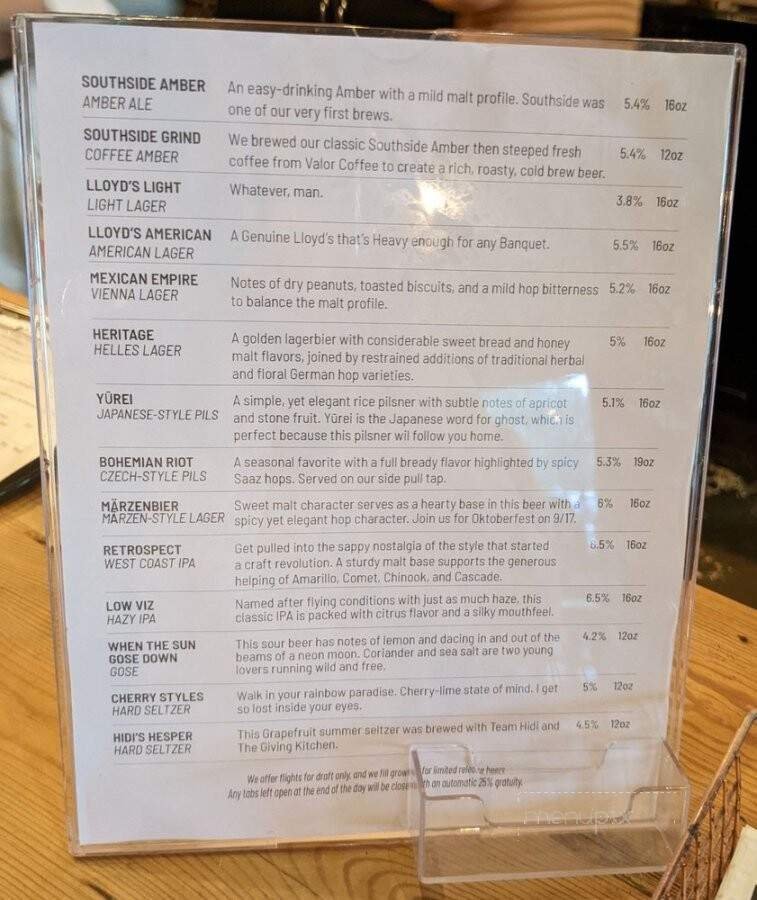 SOUTHSIDE AMBER An easy-drinking Amber with a mild malt profile. Southside was 5.4% 16oz
AMBER ALE one of our very first brews.
SOUTHSIDE GRIND We brewed our classic Southside Amber then steeped fresh 5.4% 12oz
COFFEE AMBER coffee from Valor Coffee to create a rich, roasty, cold brew beer.
LLOYD'S LIGHT Whatever, man. 3.8% 16oz
LIGHT LAGER
LLOYD'S AMERICAN A Genuine Lloyd's that's Heavy enough for any Banquet. 5.5% 16oz
AMERICAN LAGER
MEXICAN EMPIRE Notes of dry peanuts, toasted biscuits, and a mild hop bitterness 5.2% 16oz
VIENNA LAGER to balance the malt profile.
HERITAGE A golden lagerbier with considerable sweet bread and honey 5% 16oz
HELLES LAGER malt flavors, joined by restrained additions of traditional herbal
and floral German hop varieties.
YŪREI A simple, yet elegant rice pilsner with subtle notes of apricot 5.1% 16oz
JAPANESE-STYLE PILS and stone fruit. Yūrei is the Japanese word for ghost, which is
perfect because this pilsner wil follow you home.
BOHEMIAN RIOT A seasonal favorite with a full bready flavor highlighted by spicy 5.3% 19oz
CZECH-STYLE PILS Saaz hops. Served on our side pull tap.
MÄRZENBIER Sweet malt character serves as a hearty base in this beer with a 6% 16oz
MÄRZEN-STYLE LAGER spicy yet elegant hop character. Join us for Oktoberfest on 9/17.
RETROSPECT Get pulled into the sappy nostalgia of the style that started 6.5% 16oz
WEST COAST IPA a craft revolution. A sturdy malt base supports the generous
helping of Amarillo, Comet, Chinook, and Cascade.
LOW VIZ Named after flying conditions with just as much haze, this 6.5% 16oz
HAZY IPA classic IPA is packed with citrus flavor and a silky mouthfeel.
WHEN THE SUN This sour beer has notes of lemon and dacing in and out of the 4.2% 12oz
GOSE DOWN beams of a neon moon. Coriander and sea salt are two young
GOSE lovers running wild and free.
CHERRY STYLES Walk in your rainbow paradise. Cherry-lime state of mind. I get 5% 12oz
HARD SELTZER so lost inside your eyes.
HIDI'S HESPER This Grapefruit summer seltzer was brewed with Team Hidi and 4.5% 12oz
HARD SELTZER The Giving Kitchen.
We offer flights for draft only, and we fill for limited release beers
Any tabs left open at the end of the day will be an automatic 25% gratuity.
menupix